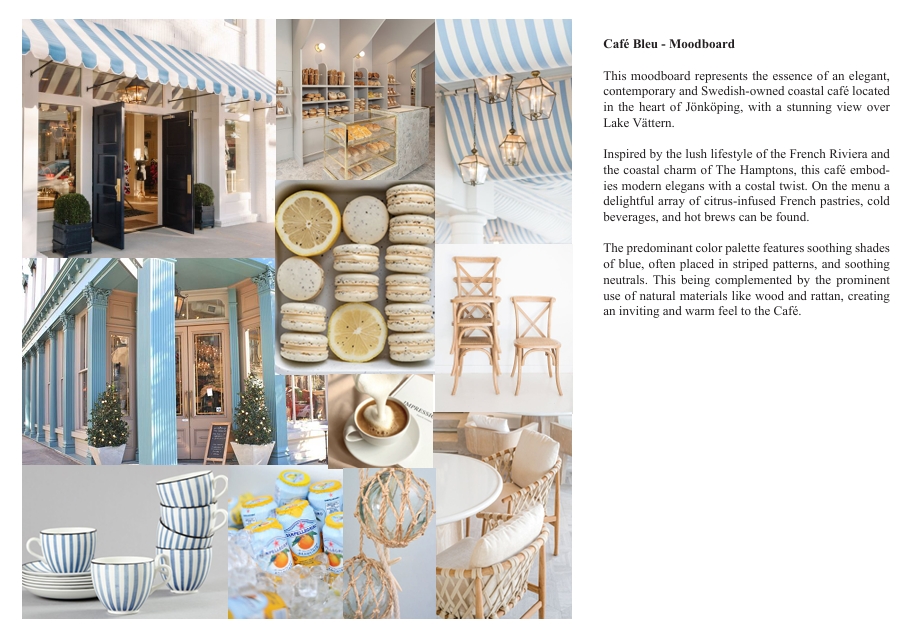 Café Bleu - Moodboard
This moodboard represents the essence of an elegant,
contemporary and Swedish-owned coastal café located
in the heart of Jönköping, with a stunning view over
Lake Vättern.
Inspired by the lush lifestyle of the French Riviera and
the coastal charm of The Hamptons, this café embod-
ies modern elegans with a costal twist. On the menu a
delightful array of citrus-infused French pastries, cold
beverages, and hot brews can be found.
The predominant color palette features soothing shades
of blue, often placed in striped patterns, and soothing
neutrals. This being complemented by the prominent
use of natural materials like wood and rattan, creating
an inviting and warm feel to the Café.
SANPELLEGRINO